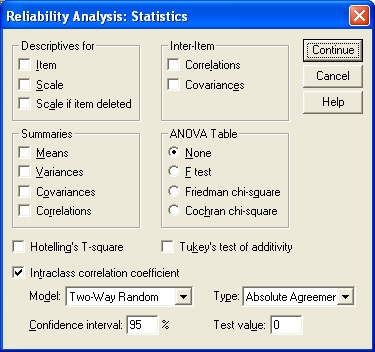 Reliability Analysis: Statistics
Descriptives for
Item
Scale
Scale if item deleted
Inter-Item
Correlations
Covariances
Continue
Cancel
Help
Summaries
Means
Variances
Covariances
Correlations
ANOVA Table
None
F test
Friedman chi-square
Cochran chi-square
Hotelling's T-square
Tukey's test of additivity
Intraclass correlation coefficient
Model: Two-Way Random
Type: Absolute Agreemer
Confidence interval: 95 %
Test value: 0